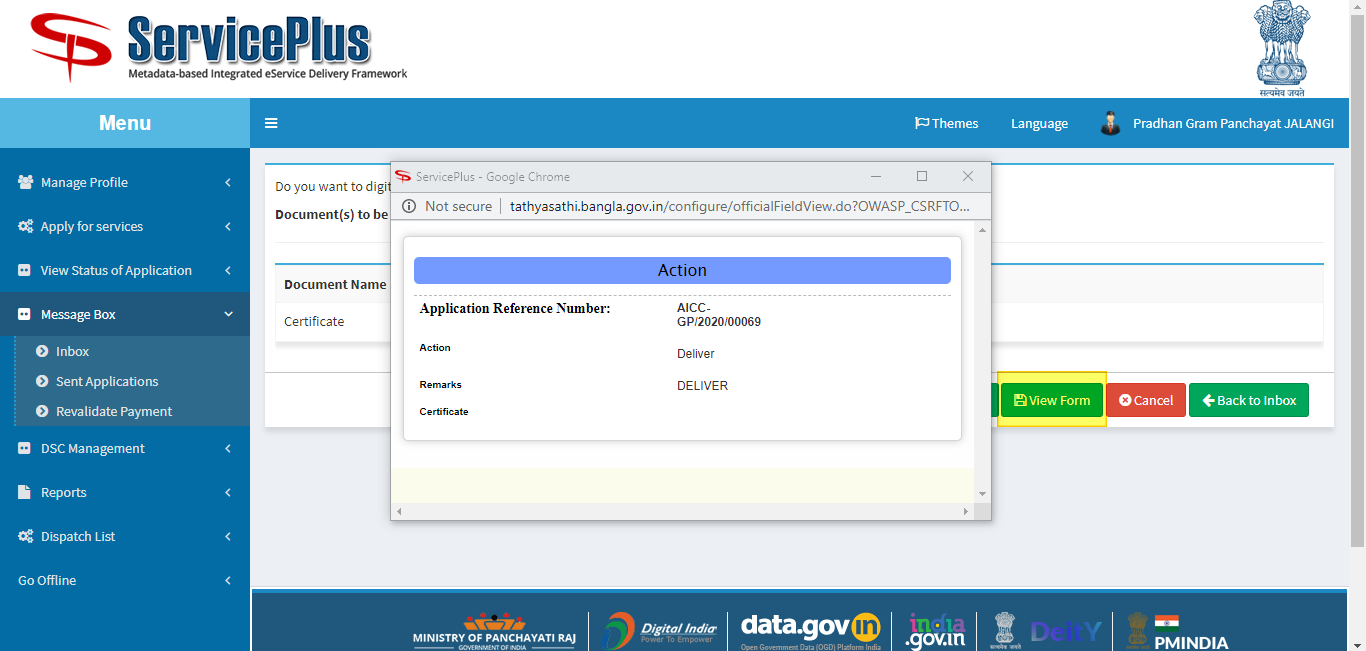 ServicePlus
Metadata-based Integrated eService Delivery Framework
सत्यमेव जयते
Menu
Themes
Language
Pradhan Gram Panchayat JALANGI
Manage Profile
Apply for services
View Status of Application
Message Box
Inbox
Sent Applications
Revalidate Payment
DSC Management
Reports
Dispatch List
Go Offline
Do you want to digit
Document(s) to be
Document Name
Certificate
ServicePlus - Google Chrome
Not secure
tathyasathi.bangla.gov.in/configure/officialFieldView.do?OWASP_CSRFTO...
Action
Application Reference Number: AICC-
GP/2020/00069
Action Deliver
Remarks DELIVER
Certificate
View Form
Cancel
Back to Inbox
MINISTRY OF PANCHAYATI RAJ
GOVERNMENT OF INDIA
Digital India
Power To Empower
data.gov in
Open Government Data (OGD) Platform India
india
.gov.in
सत्यमेव जयते
DeitY
PMINDIA